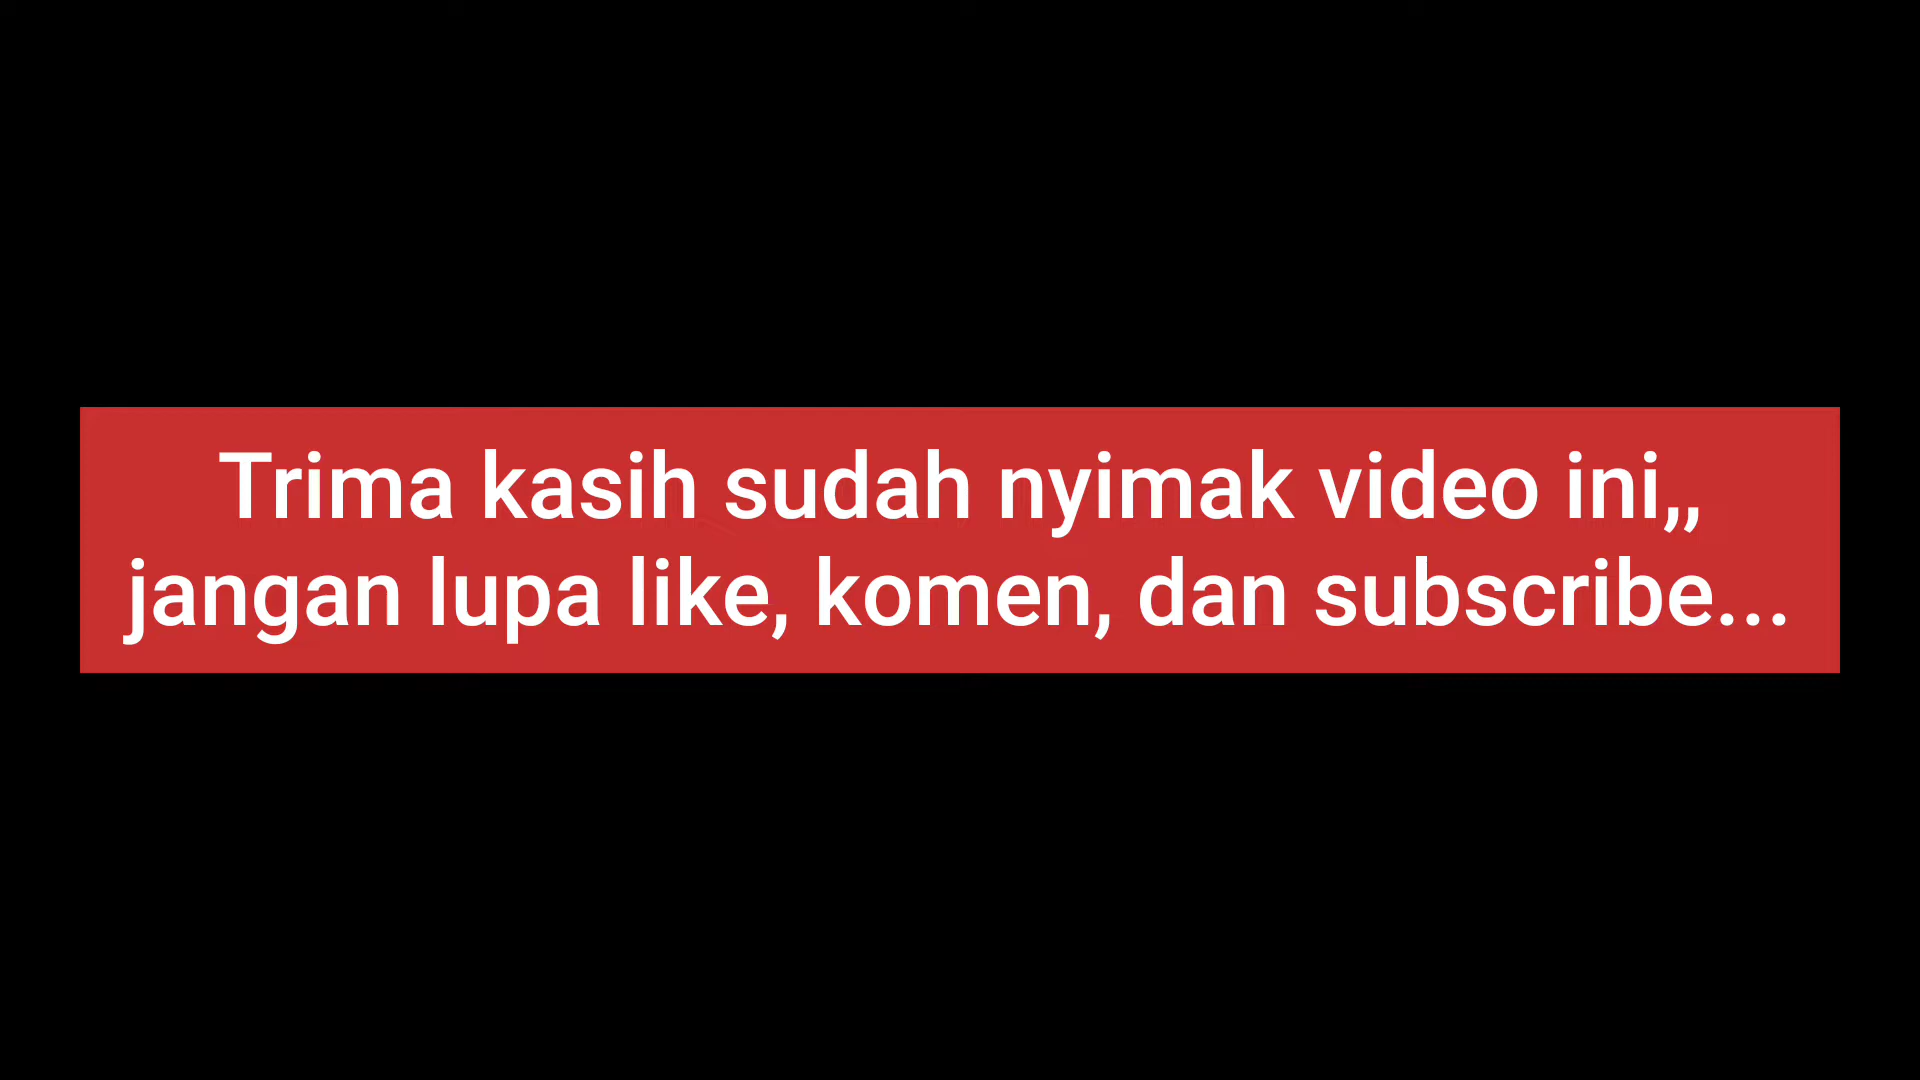 Trima kasih sudah nyimak video ini,,
jangan lupa like, komen, dan subscribe...